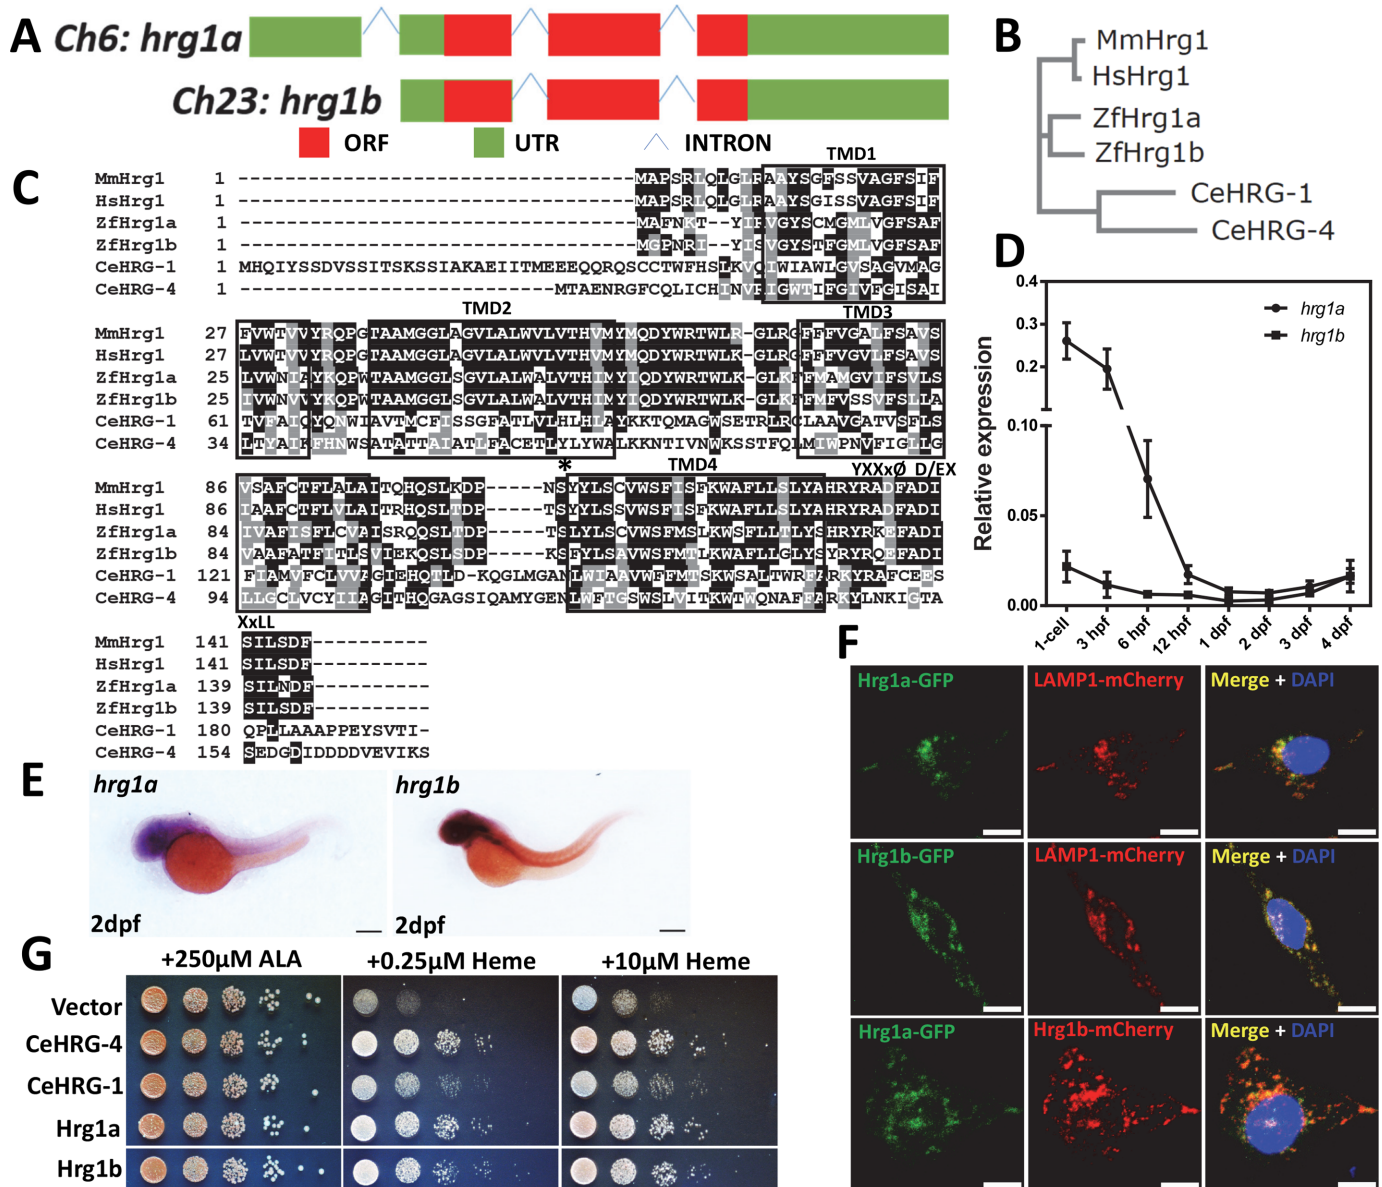 A
Ch6: hrg1a
Ch23: hrg1b
ORF UTR INTRON
B
MmHrg1
HsHrg1
ZfHrg1a
ZfHrg1b
CeHRG-1
CeHRG-4
C
TMD1
MmHrg1 1 ----------------------------------MAPSRLQLGLRAAYSGFSSVAGFSIF
HsHrg1 1 ----------------------------------MAPSRLQLGLRAAYSGISSVAGFSIF
ZfHrg1a 1 ----------------------------------MAFNKT--YIRVGYSCMGMLVGFSAF
ZfHrg1b 1 ----------------------------------MGPNRI--YISVGYSTFGMLVGFSAF
CeHRG-1 1 MHQIYSSDVSSITSKSSIAKAEIITMEEEQQRQSCCTWFHSLKVQIWIAWLGVSAGVMAG
CeHRG-4 1 ---------------------------MTAENRGFCQLICHINVRIGWTIFGIVFGISAI
TMD2 TMD3
MmHrg1 27 FVWTVVYRQPGTAAMGGLAGVLALWVLVTHVMYMQDYWRTWLR-GLRGFFFVGALFSAVS
HsHrg1 27 LVWTVVYRQPGTAAMGGLAGVLALWVLVTHVMYMQDYWRTWLK-GLRGFFFVGVLFSAVS
ZfHrg1a 25 LVWNIAYKQPWTAAMGGLSGVLALWALVTHIMYIQDYWRTWLK-GLKFFMAMGVIFSVLS
ZfHrg1b 25 IVWNVVYKQPWTAAMGGLSGVLALWALVTHIMYIQDYWRTWLK-GLKFFMFVSSVFSLLA
CeHRG-1 61 TVFAIQYQNWIAVTMCFISSGFATLVLHLHLAYKKTQMAGWSETRLRCLAAVGATVSFLS
CeHRG-4 34 LTYAIKFHNWSATATTAIATLFACETLYLYWALKKNTIVNWKSSTFQLMIWPNVFIGLLG
* TMD4 YXXxØ D/EX
MmHrg1 86 VSAFCTFLALAITQHQSLKDP-----NSYYLSCVWSFISFKWAFLLSLYAHRYRADFADI
HsHrg1 86 IAAFCTFLVLAITRHQSLKDP-----TSYYLSCVWSFISFKWAFLLSLYAHRYRADFADI
ZfHrg1a 84 IVAFISFLCVAISRQQSLTDP-----TSLYLSCVWSFMSLKWSFLLTLYSHRYRKEFADI
ZfHrg1b 84 VAAFATFITLSVIEKQSLSDP-----KSFYLSAVWSFMTLKWAFLLGLYSYRYRQEFADI
CeHRG-1 121 FIAMVFCLVVAGIEHQTLD-KQGLMGANLWIAAVWFFMTSKWSALTWRFARKYRAFCEES
CeHRG-4 94 LLGCLVCYIIAGITHQGAGSIQAMYGENLWFTGSWSLVITKWTWQNAFFARKYLNKIGTA
XxLL
MmHrg1 141 SILSDF----------
HsHrg1 141 SILSDF----------
ZfHrg1a 139 SILNDF----------
ZfHrg1b 139 SILSDF----------
CeHRG-1 180 QPLLAAAPPEYSVTI-
CeHRG-4 154 SEDGDIDDDDVEVIKS
D
Relative expression
0.4
0.3
0.2
0.10
0.05
0.00
hrg1a
hrg1b
1-cell 3 hpf 6 hpf 12 hpf 1 dpf 2 dpf 3 dpf 4 dpf
E
hrg1a hrg1b
2dpf 2dpf
F
Hrg1a-GFP LAMP1-mCherry Merge + DAPI
Hrg1b-GFP LAMP1-mCherry Merge + DAPI
Hrg1a-GFP Hrg1b-mCherry Merge + DAPI
G
+250µM ALA +0.25µM Heme +10µM Heme
Vector
CeHRG-4
CeHRG-1
Hrg1a
Hrg1b